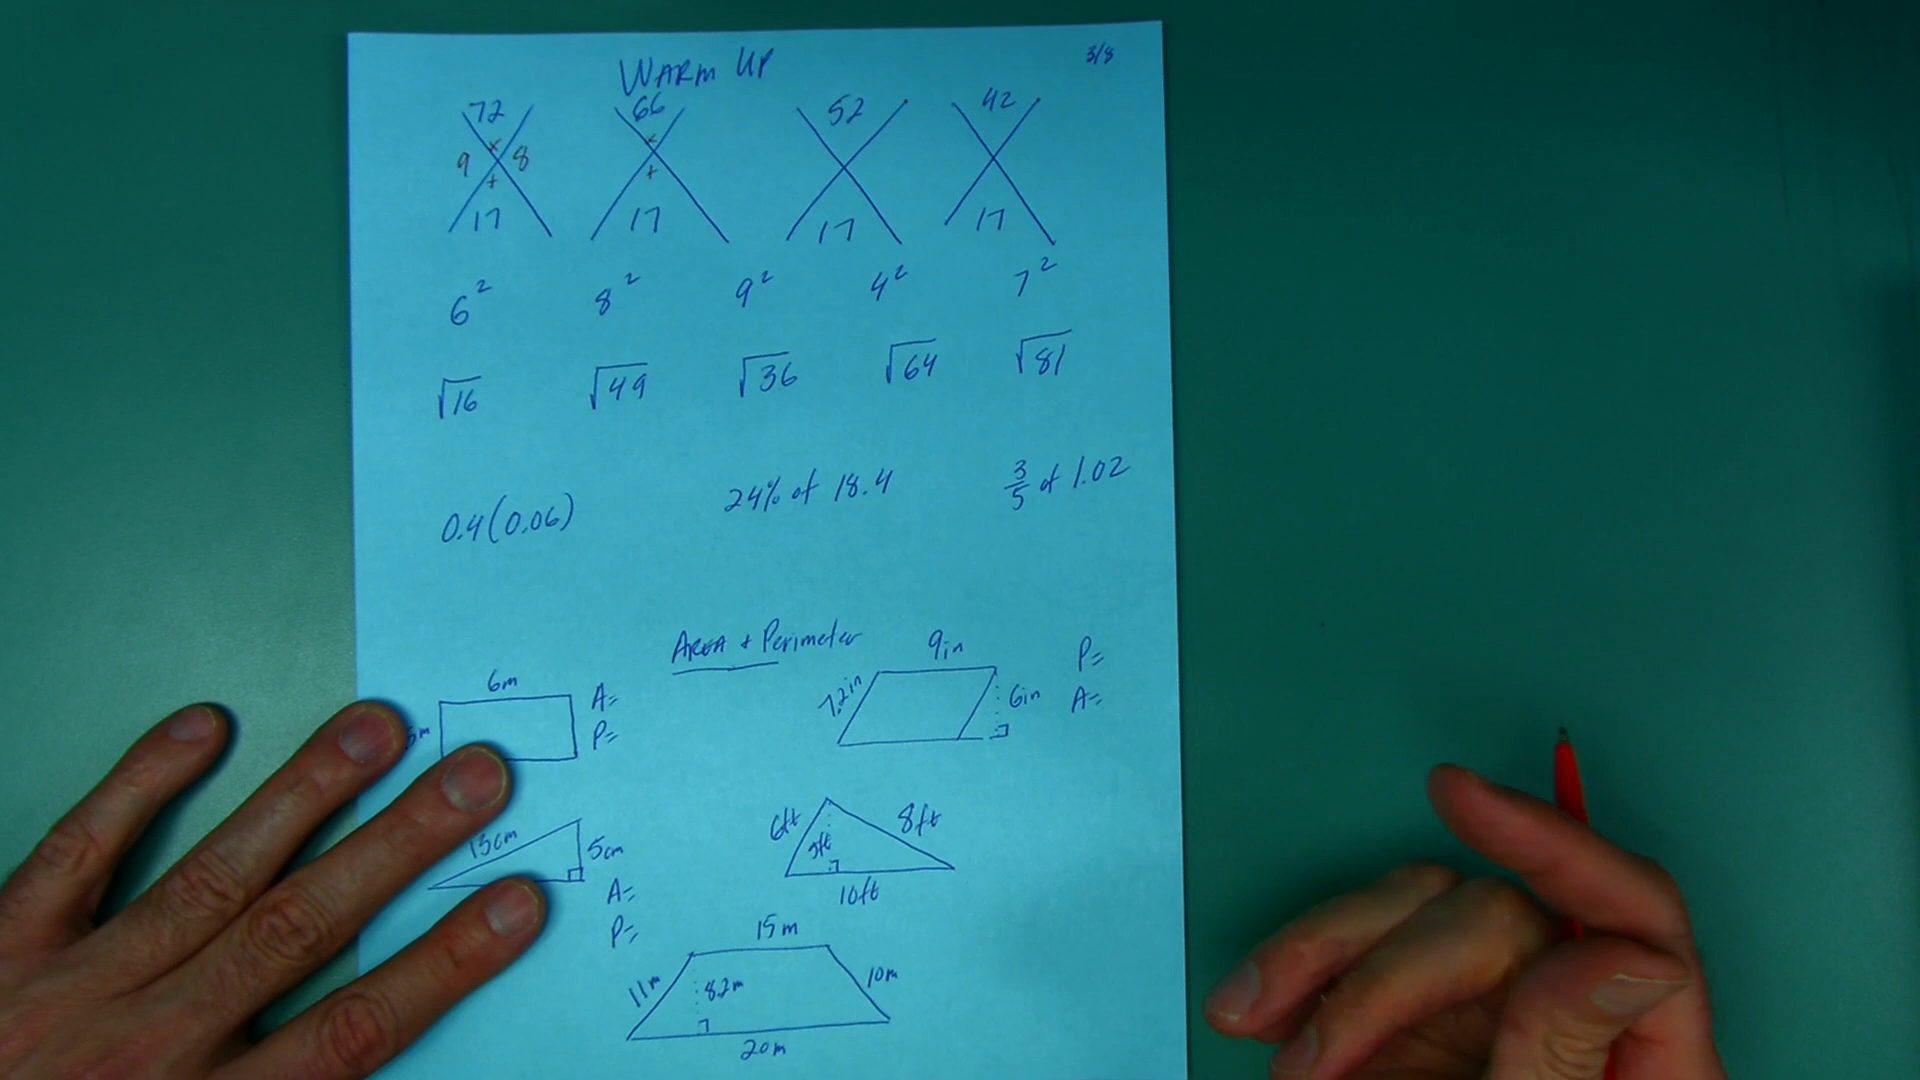 WARM UP 3/8
72 66 52 42
× ×
9 8
+ +
17 17 17 17
6² 8² 9² 4² 7²
√16 √49 √36 √64 √81
0.4(0.06) 24% of 18.4 3/5 of 1.02
AREA + Perimeter
6m A= 9in P=
5m P= 7.2in 6in A=
13cm 5cm 6ft 8ft
A= 10ft
P=
15m
11m 8.2m 10m
20m